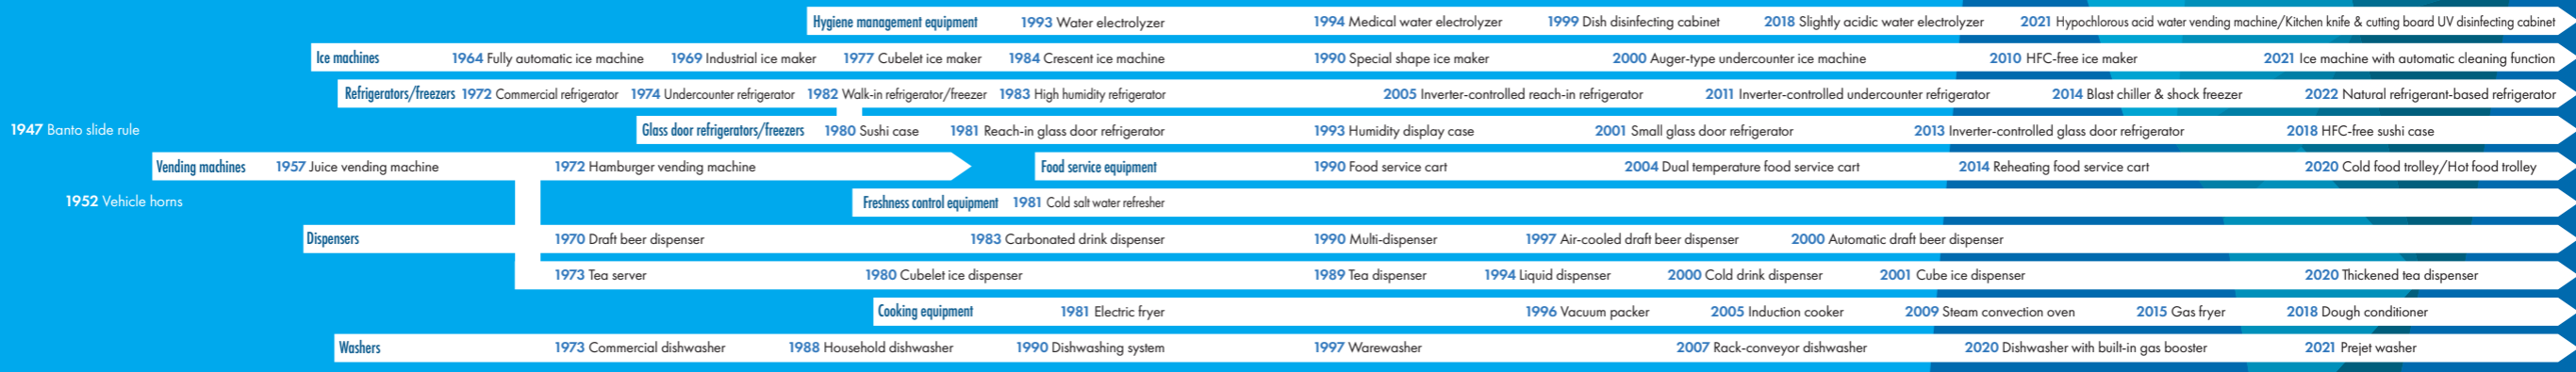 Hygiene management equipment 1993 Water electrolyzer 1994 Medical water electrolyzer 1999 Dish disinfecting cabinet 2018 Slightly acidic water electrolyzer 2021 Hypochlorous acid water vending machine/Kitchen knife & cutting board UV disinfecting cabinet
Ice machines 1964 Fully automatic ice machine 1969 Industrial ice maker 1977 Cubelet ice maker 1984 Crescent ice machine 1990 Special shape ice maker 2000 Auger-type undercounter ice machine 2010 HFC-free ice maker 2021 Ice machine with automatic cleaning function
Refrigerators/freezers 1972 Commercial refrigerator 1974 Undercounter refrigerator 1982 Walk-in refrigerator/freezer 1983 High humidity refrigerator 2005 Inverter-controlled reach-in refrigerator 2011 Inverter-controlled undercounter refrigerator 2014 Blast chiller & shock freezer 2022 Natural refrigerant-based refrigerator
1947 Banto slide rule Glass door refrigerators/freezers 1980 Sushi case 1981 Reach-in glass door refrigerator 1993 Humidity display case 2001 Small glass door refrigerator 2013 Inverter-controlled glass door refrigerator 2018 HFC-free sushi case
Vending machines 1957 Juice vending machine 1972 Hamburger vending machine Food service equipment 1990 Food service cart 2004 Dual temperature food service cart 2014 Reheating food service cart 2020 Cold food trolley/Hot food trolley
1952 Vehicle horns Freshness control equipment 1981 Cold salt water refresher
Dispensers 1970 Draft beer dispenser 1983 Carbonated drink dispenser 1990 Multi-dispenser 1997 Air-cooled draft beer dispenser 2000 Automatic draft beer dispenser
1973 Tea server 1980 Cubelet ice dispenser 1989 Tea dispenser 1994 Liquid dispenser 2000 Cold drink dispenser 2001 Cube ice dispenser 2020 Thickened tea dispenser
Cooking equipment 1981 Electric fryer 1996 Vacuum packer 2005 Induction cooker 2009 Steam convection oven 2015 Gas fryer 2018 Dough conditioner
Washers 1973 Commercial dishwasher 1988 Household dishwasher 1990 Dishwashing system 1997 Warewasher 2007 Rack-conveyor dishwasher 2020 Dishwasher with built-in gas booster 2021 Prejet washer